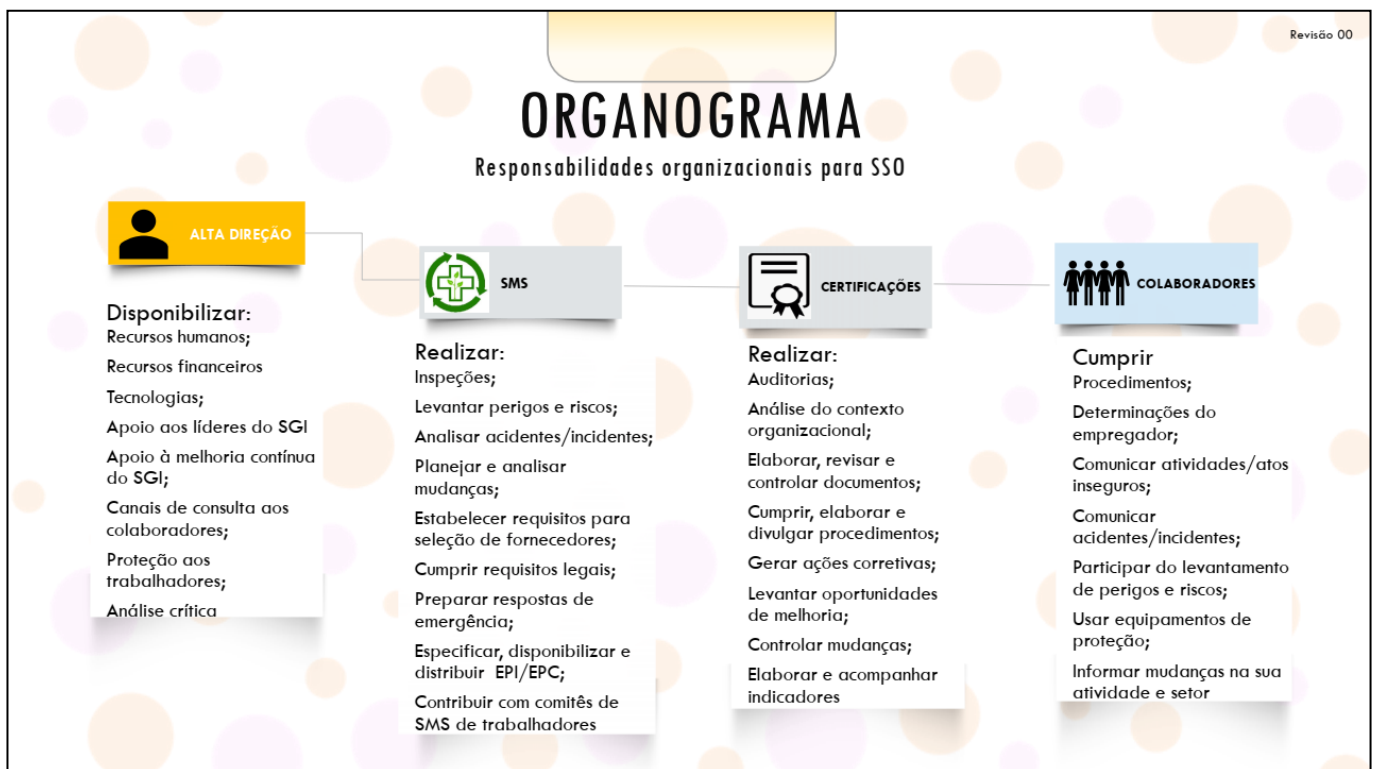 Revisão 00
ORGANOGRAMA
Responsabilidades organizacionais para SSO
ALTA DIREÇÃO
Disponibilizar:
Recursos humanos;
Recursos financeiros
Tecnologias;
Apoio aos líderes do SGI
Apoio à melhoria contínua
do SGI;
Canais de consulta aos
colaboradores;
Proteção aos
trabalhadores;
Análise crítica
SMS
Realizar:
Inspeções;
Levantar perigos e riscos;
Analisar acidentes/incidentes;
Planejar e analisar
mudanças;
Estabelecer requisitos para
seleção de fornecedores;
Cumprir requisitos legais;
Preparar respostas de
emergência;
Especificar, disponibilizar e
distribuir EPI/EPC;
Contribuir com comitês de
SMS de trabalhadores
CERTIFICAÇÕES
Realizar:
Auditorias;
Análise do contexto
organizacional;
Elaborar, revisar e
controlar documentos;
Cumprir, elaborar e
divulgar procedimentos;
Gerar ações corretivas;
Levantar oportunidades
de melhoria;
Controlar mudanças;
Elaborar e acompanhar
indicadores
COLABORADORES
Cumprir
Procedimentos;
Determinações do
empregador;
Comunicar atividades/atos
inseguros;
Comunicar
acidentes/incidentes;
Participar do levantamento
de perigos e riscos;
Usar equipamentos de
proteção;
Informar mudanças na sua
atividade e setor